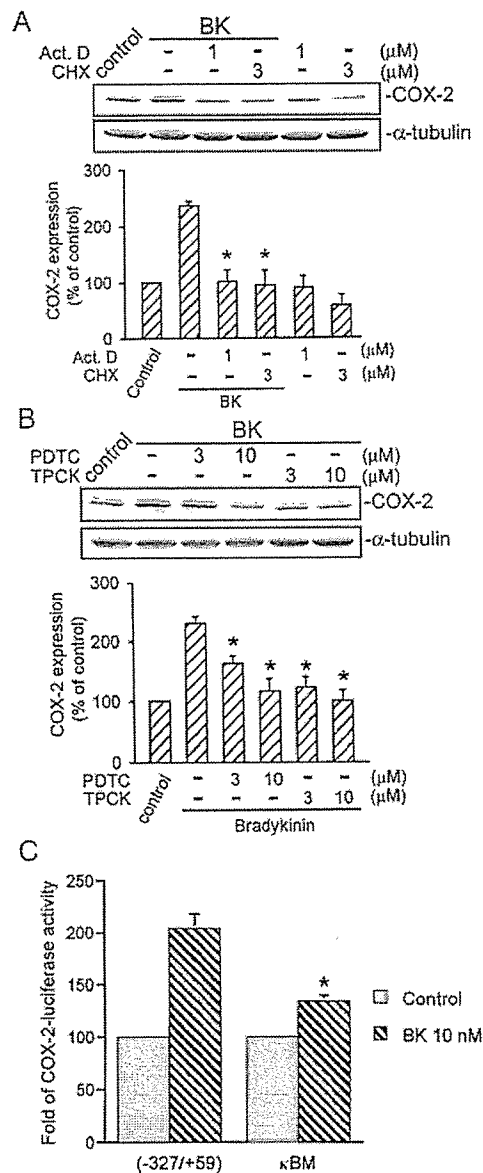 A
BK
control
Act. D - 1 - 1 (μM)
CHX - - 3 3 (μM)
-COX-2
-α-tubulin
COX-2 expression
(% of control)
300
200
100
0
Control
Act. D - 1 - 1 (μM)
CHX - - 3 3 (μM)
BK
*
*
B
BK
control
PDTC - 3 10 - - (μM)
TPCK - - - 3 10 (μM)
-COX-2
-α-tubulin
COX-2 expression
(% of control)
300
200
100
0
*
*
*
*
control
PDTC - 3 10 - - (μM)
TPCK - - - 3 10 (μM)
Bradykinin
C
Fold of COX-2-luciferase activity
250
200
150
100
50
0
*
Control
BK 10 nM
(-327/+59) κBM